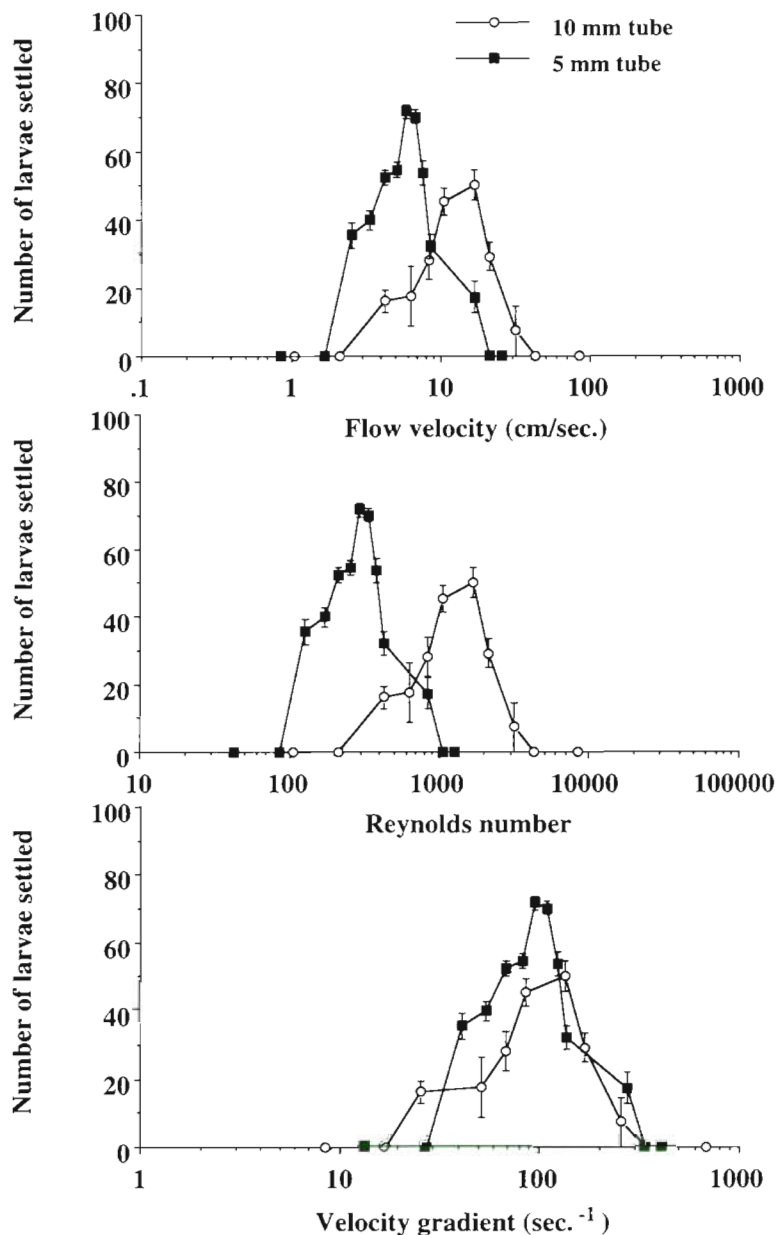 10 mm tube
5 mm tube
Number of larvae settled
100
80
60
40
20
0
.1 1 10 100 1000
Flow velocity (cm/sec.)
Number of larvae settled
100
80
60
40
20
0
10 100 1000 10000 100000
Reynolds number
Number of larvae settled
100
80
60
40
20
0
1 10 100 1000
Velocity gradient (sec. -1)